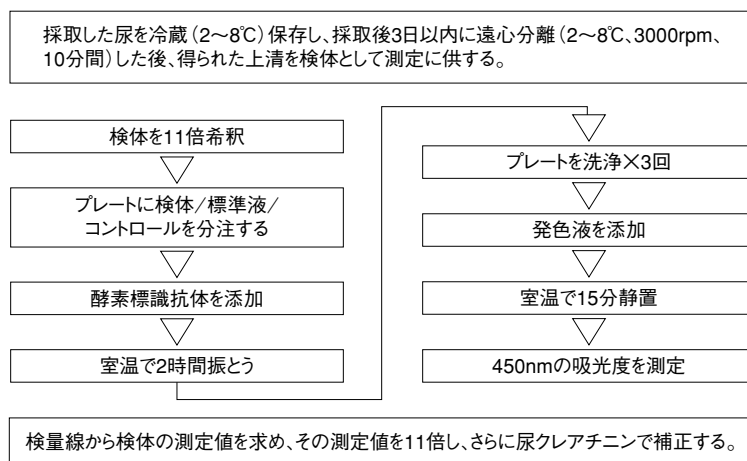 採取した尿を冷蔵(2〜8℃)保存し、採取後3日以内に遠心分離(2〜8℃、3000rpm、
10分間)した後、得られた上清を検体として測定に供する。
検体を11倍希釈
プレートに検体/標準液/
コントロールを分注する
酵素標識抗体を添加
室温で2時間振とう
プレートを洗浄×3回
発色液を添加
室温で15分静置
450nmの吸光度を測定
検量線から検体の測定値を求め、その測定値を11倍し、さらに尿クレアチニンで補正する。